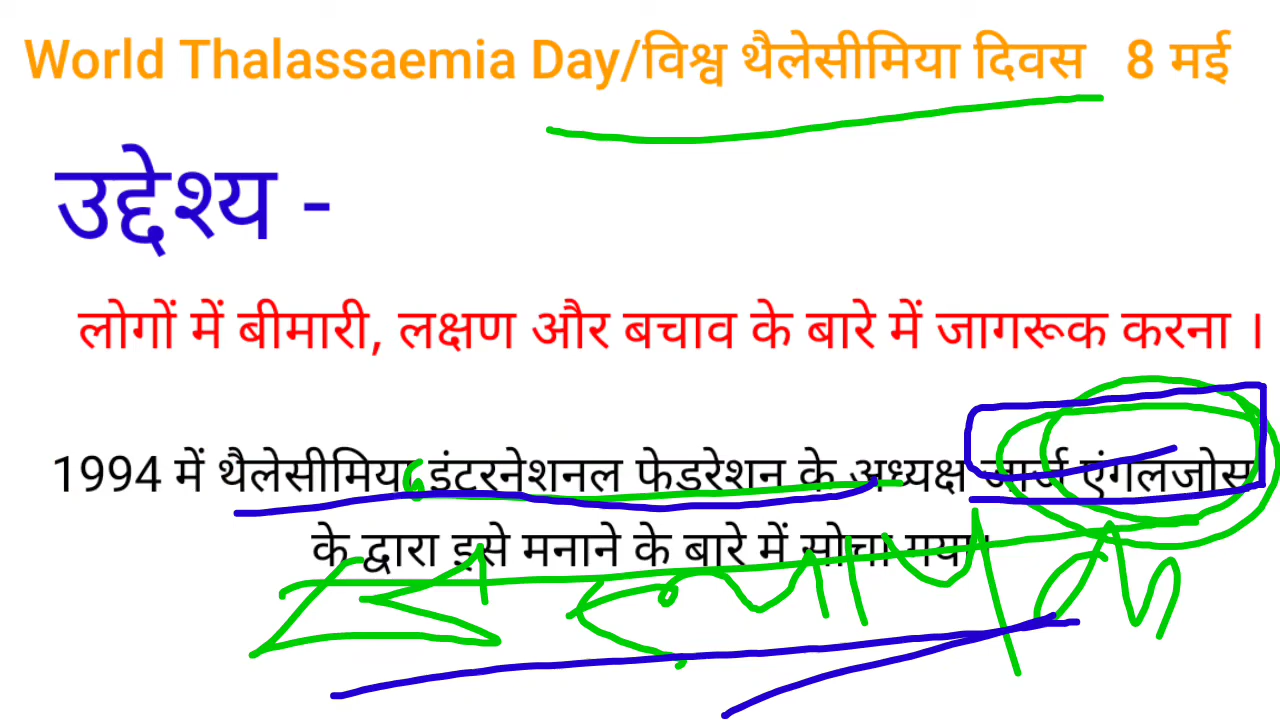 World Thalassaemia Day/विश्व थैलेसीमिया दिवस 8 मई
उद्देश्य -
लोगों में बीमारी, लक्षण और बचाव के बारे में जागरूक करना ।
1994 में थैलेसीमिया इंटरनेशनल फेडरेशन के अध्यक्ष जार्ज एंगलजोस
के द्वारा इसे मनाने के बारे में सोचा गया।